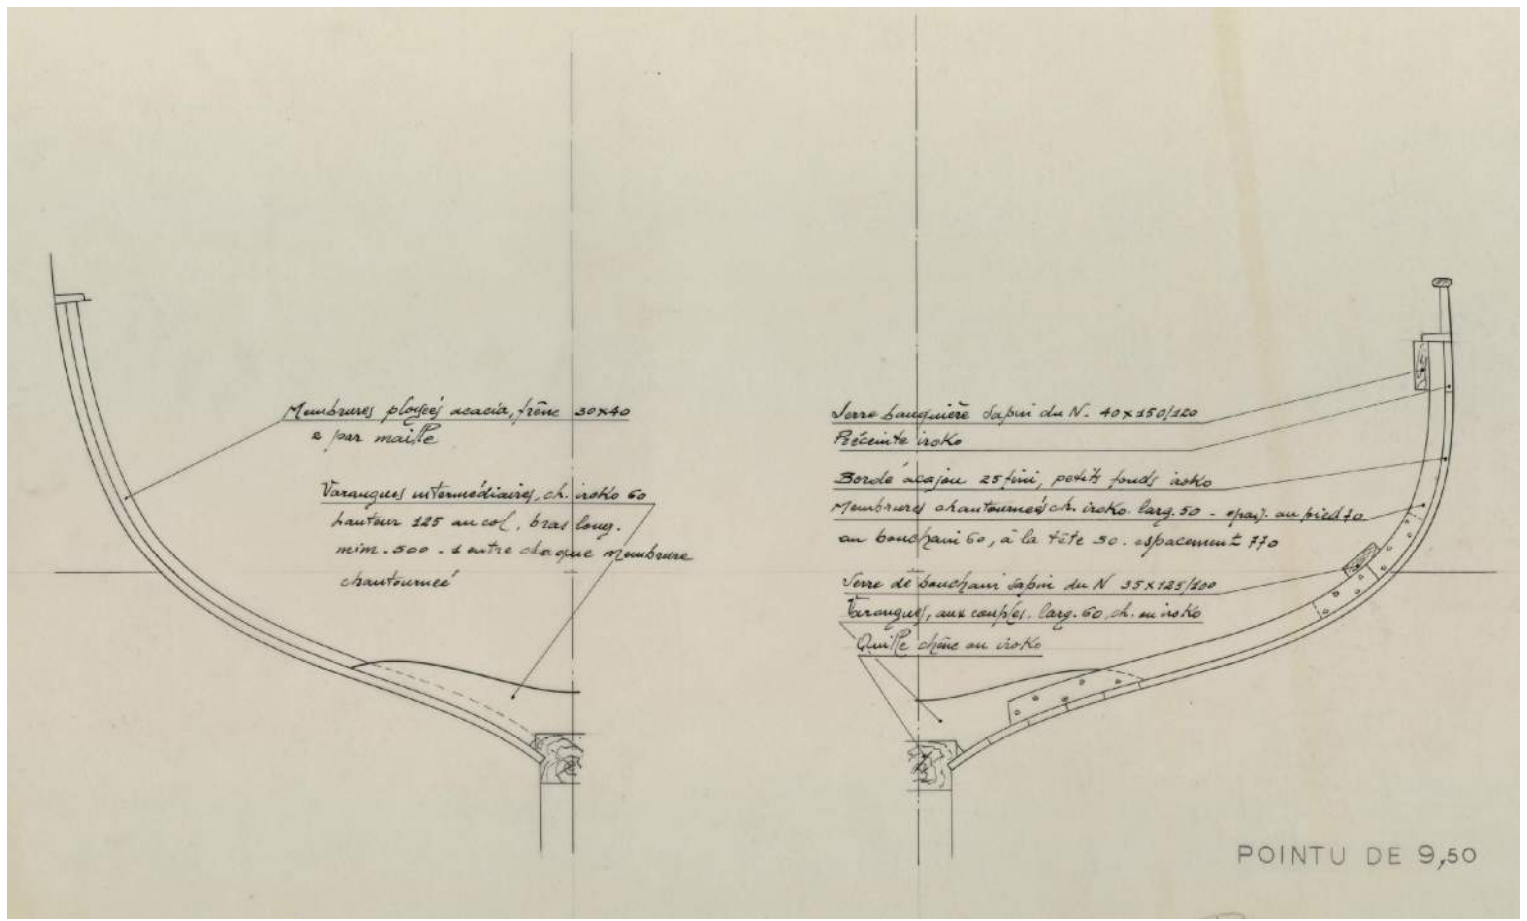 Membrures ployées acacia, frêne 30x40
2 par maille
Varangues intermédiaires, ch. iroko 60
hauteur 125 au col, bras long.
mim. 500 - 1 entre chaque membrure
chantourneé
Serre bauquière sapin du N. 40x150/120
Préceinte iroko
Bordé acajou 25 fini, petits fonds iroko
Membrures chantourneés ch. iroko. larg. 50 - epais. au pied 70
au bouchain 60, à la tête 50. espacement 770
Serre de bouchain sapin du N 35x125/100
Varangues, aux couples. larg. 60, ch. ou iroko
Quille chêne ou iroko
POINTU DE 9,50